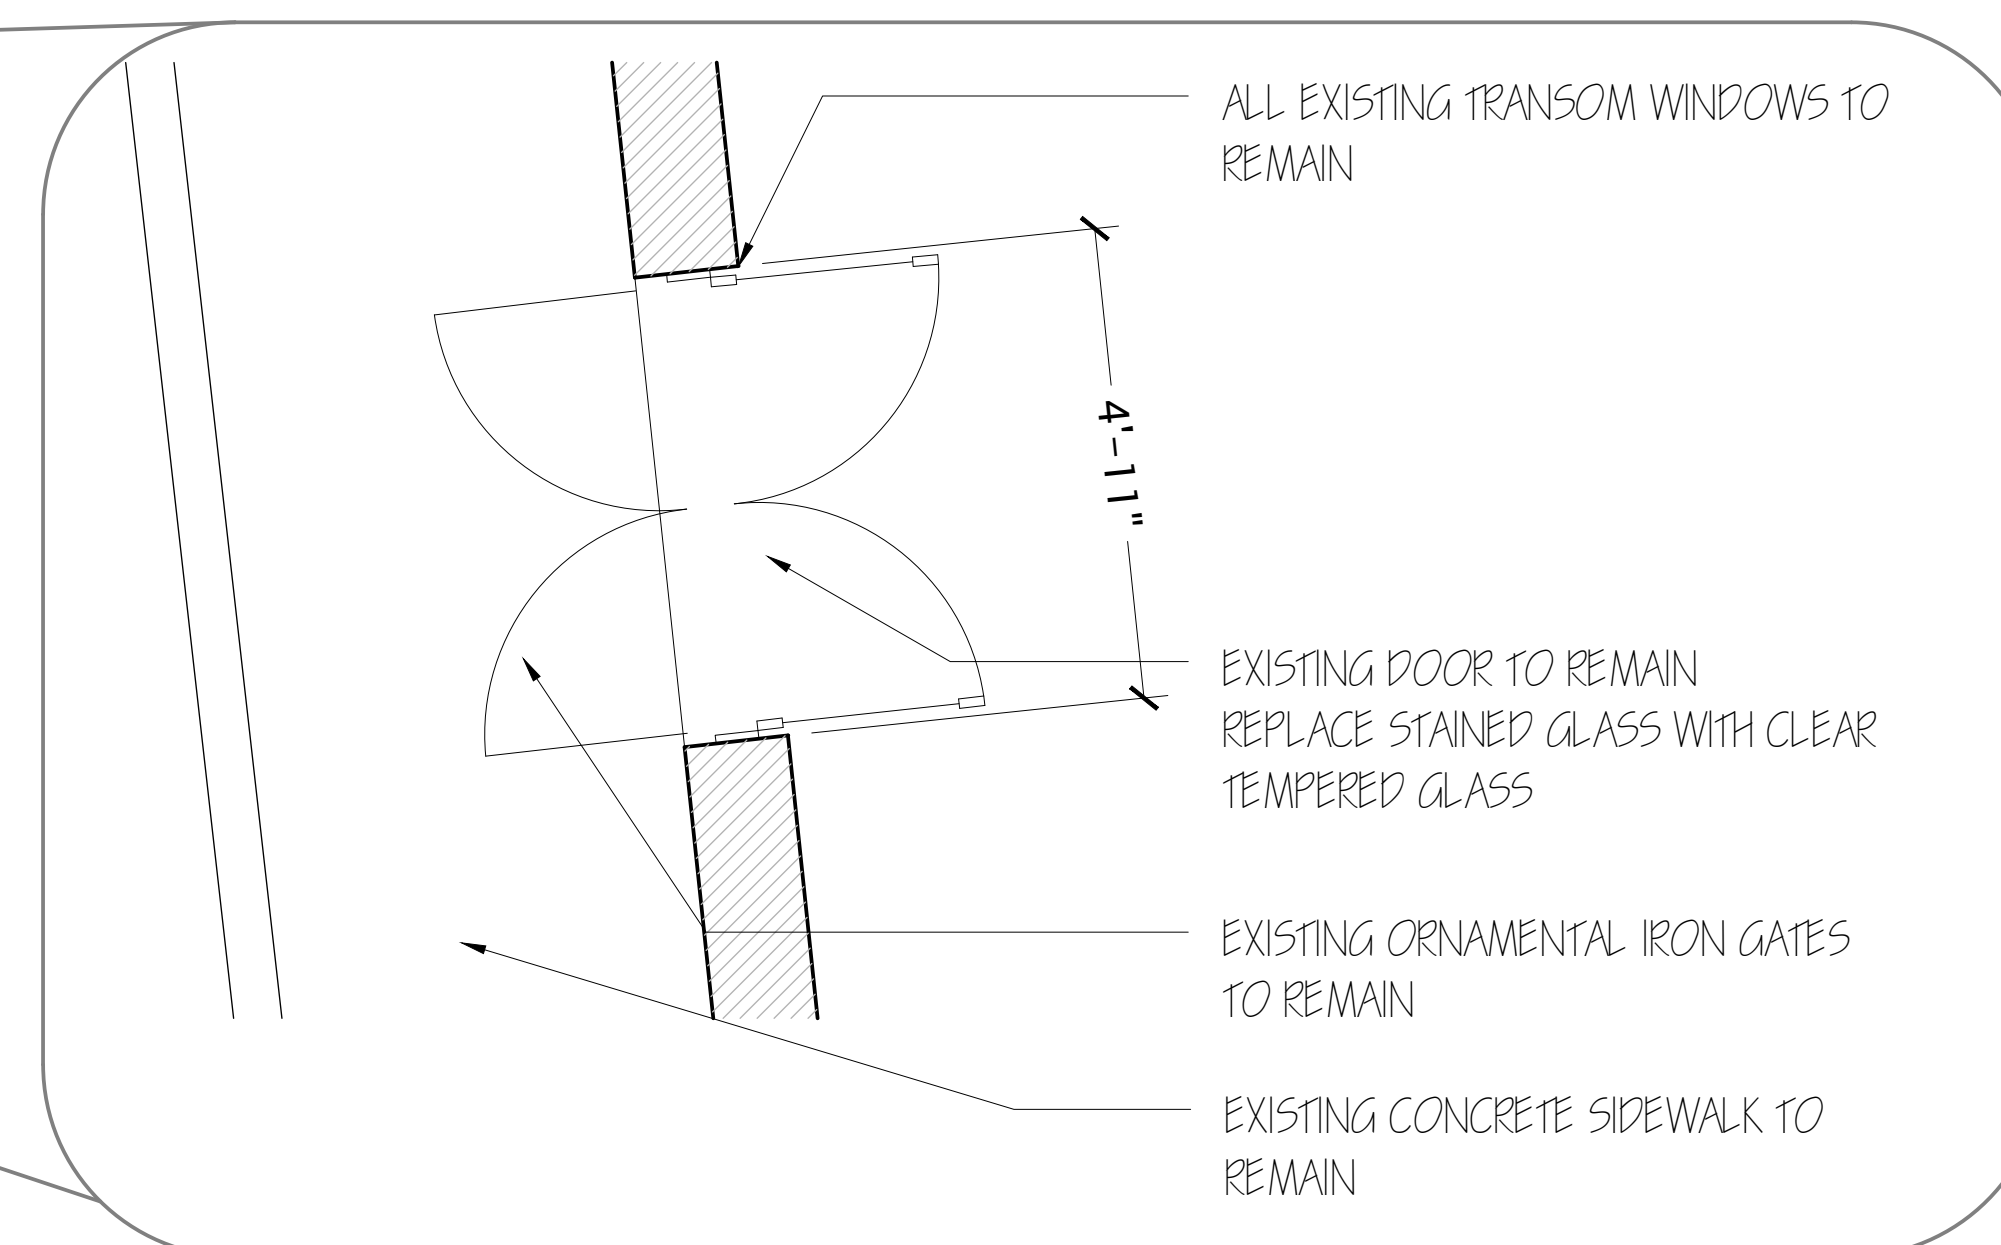 ALL EXISTING TRANSOM WINDOWS TO
REMAIN
4'-11"
EXISTING DOOR TO REMAIN
REPLACE STAINED GLASS WITH CLEAR
TEMPERED GLASS
EXISTING ORNAMENTAL IRON GATES
TO REMAIN
EXISTING CONCRETE SIDEWALK TO
REMAIN